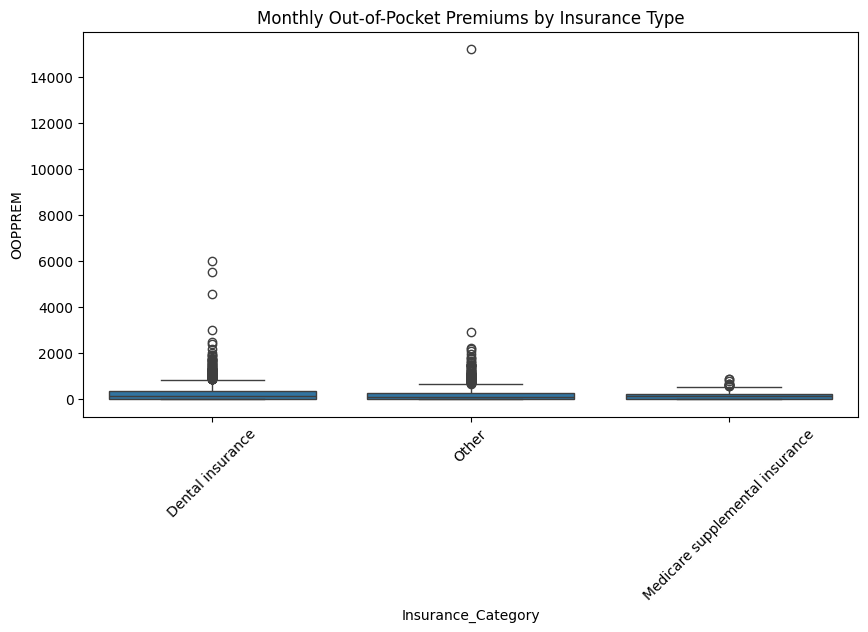 Monthly Out-of-Pocket Premiums by Insurance Type
OOPPREM
14000
12000
10000
8000
6000
4000
2000
0
Dental insurance
Other
Medicare supplemental insurance
Insurance_Category